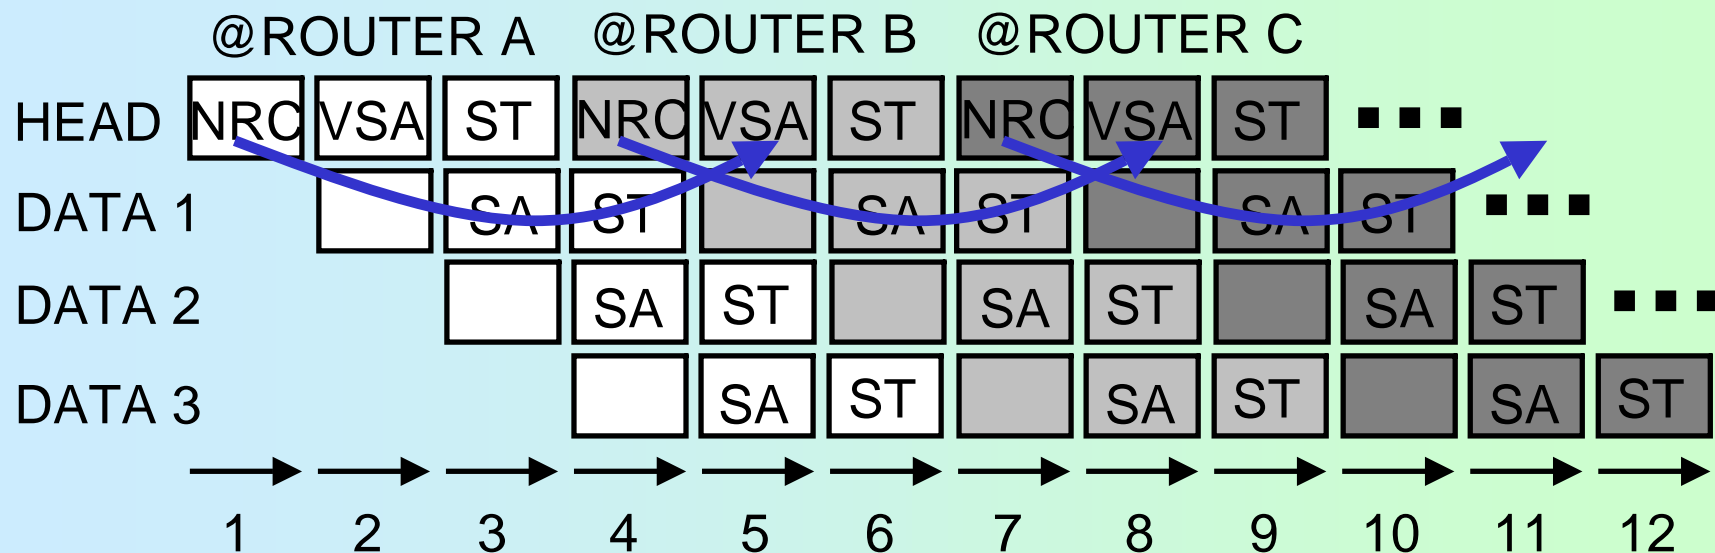 @ROUTER A @ROUTER B @ROUTER C
HEAD NRC VSA ST NRC VSA ST NRC VSA ST
DATA 1 SA ST SA ST SA ST
DATA 2 SA ST SA ST SA ST
DATA 3 SA ST SA ST SA ST
1 2 3 4 5 6 7 8 9 10 11 12